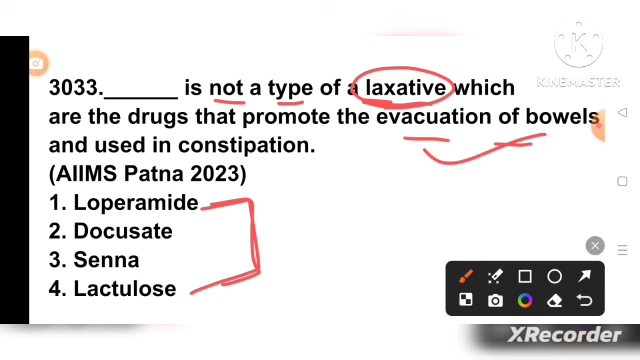 3033.______ is not a type of a laxative which
are the drugs that promote the evacuation of bowels
and used in constipation.
(AIIMS Patna 2023)
1. Loperamide
2. Docusate
3. Senna
4. Lactulose
KINEMASTER
XRecorder